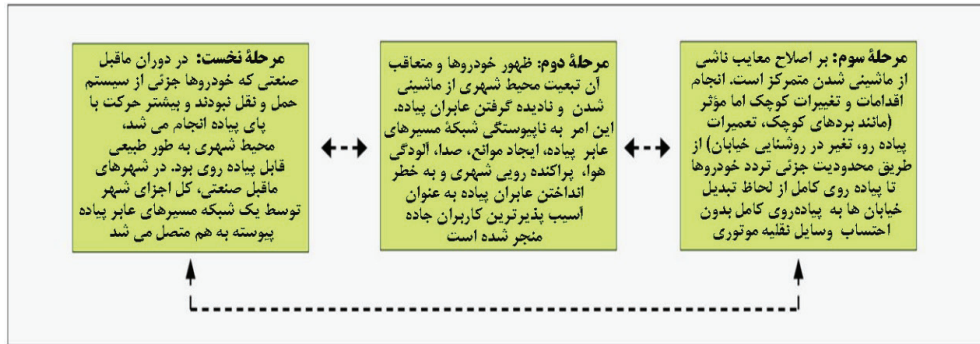 مرحلهٔ نخست: در دوران ماقبل
صنعتی که خودروها جزئی از سیستم
حمل و نقل نبودند و بیشتر حرکت با
پای پیاده انجام می شد،
محیط شهری به طور طبیعی
قابل پیاده روی بود. در شهرهای
ماقبل صنعتی، کل اجزای شهر
توسط یک شبکه مسیرهای عابر پیاده
پیوسته به هم متصل می شد
مرحلهٔ دوم: ظهور خودروها و متعاقب
آن تبعیت محیط شهری از ماشینی
شدن و نادیده گرفتن عابران پیاده.
این امر به ناپیوستگی شبکهٔ مسیرهای
عابر پیاده، ایجاد موانع، صدا، آلودگی
هوا، پراکنده رویی شهری و به خطر
انداختن عابران پیاده به عنوان
آسیب پذیرترین کاربران جاده
منجر شده است
مرحلهٔ سوم: بر اصلاح معایب ناشی
از ماشینی شدن متمرکز است. انجام
اقدامات و تغییرات کوچک اما مؤثر
(مانند بردهای کوچک، تعمیرات
پیاده رو، تغیر در روشنایی خیابان) از
طریق محدودیت جزئی تردد خودروها
تا پیاده روی کامل از لحاظ تبدیل
خیابان ها به پیاده‌روی کامل بدون
احتساب وسایل نقلیه موتوری